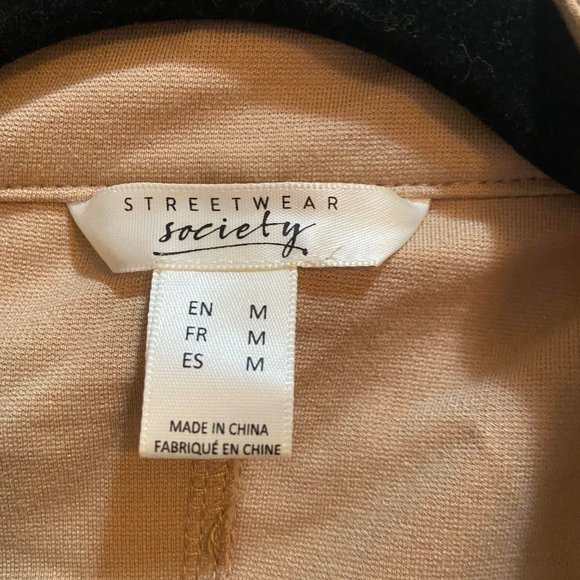 STREETWEAR
society
EN M
FR M
ES M
MADE IN CHINA
FABRIQUÉ EN CHINE